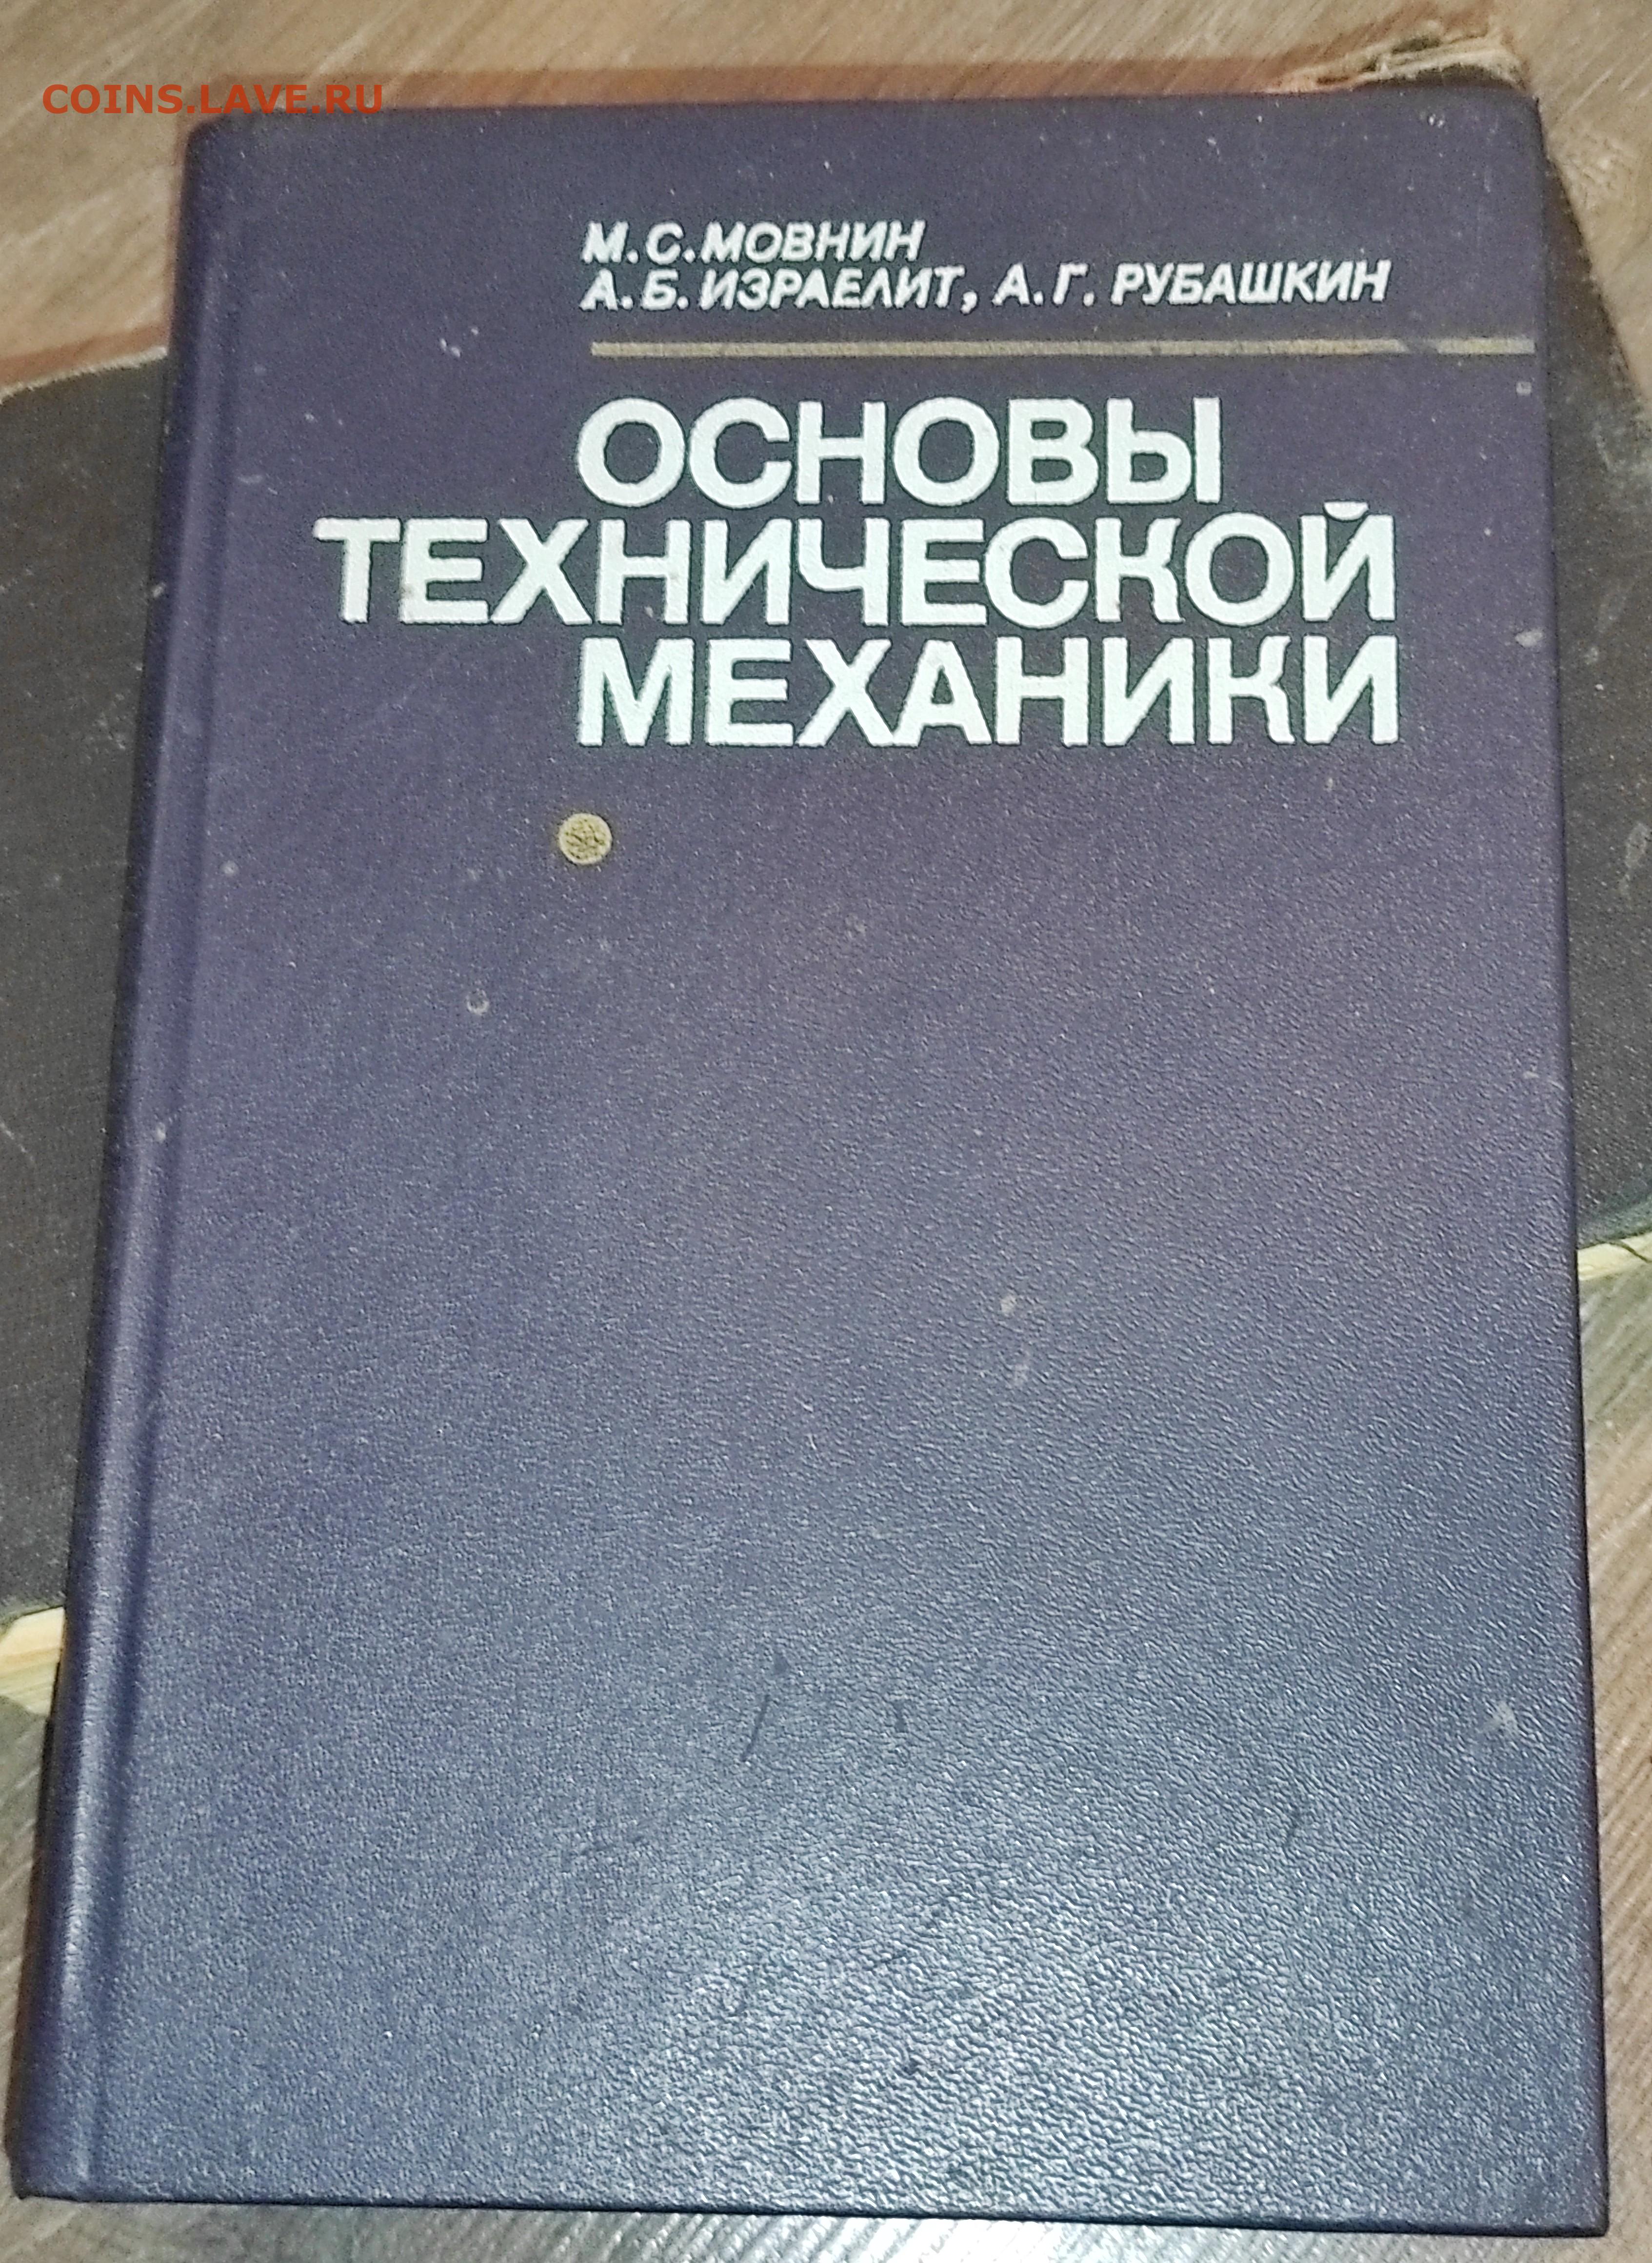 COINS.LAVE.RU
М.С.МОВНИН
А.Б.ИЗРАЕЛИТ, А.Г.РУБАШКИН
ОСНОВЫ
ТЕХНИЧЕСКОЙ
МЕХАНИКИ